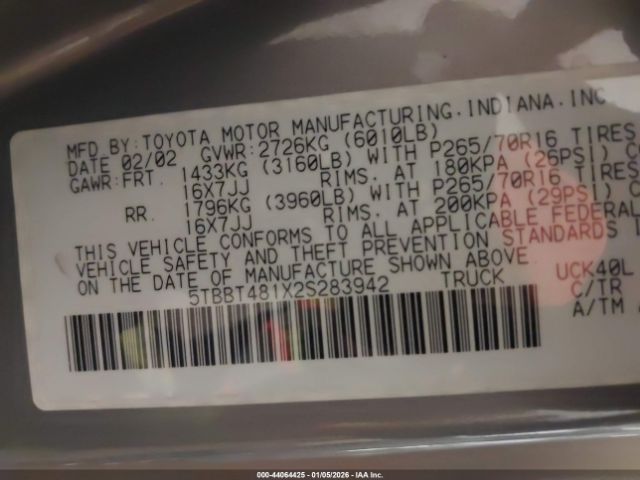 MFD BY:TOYOTA MOTOR MANUFACTURING.INDIANA.INC
DATE 02/02 GVWR:2726KG (6010LB)
GAWR:FRT. 1433KG (3160LB) WITH P265/70R16 TIRES
16X7JJ RIMS. AT 180KPA (26PSI)
RR. 1796KG (3960LB) WITH P265/70R16 TIRES
16X7JJ RIMS. AT 200KPA (29PSI)
THIS VEHICLE CONFORMS TO ALL APPLICABLE FEDERAL
VEHICLE SAFETY AND THEFT PREVENTION STANDARDS
ON THE DATE OF MANUFACTURE SHOWN ABOVE
5TBBT481X2S283942 TRUCK
UCK40L
C/TR
A/TM
000-44064425 - 01/05/2026 - IAA Inc.